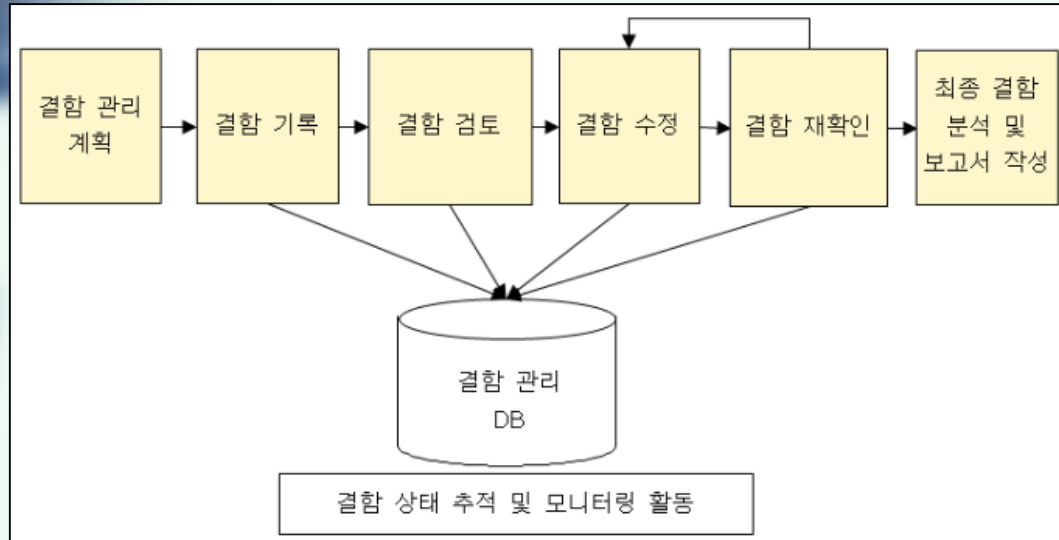 결함 관리
계획
결함 기록
결함 검토
결함 수정
결함 재확인
최종 결함
분석 및
보고서 작성
결함 관리
DB
결함 상태 추적 및 모니터링 활동